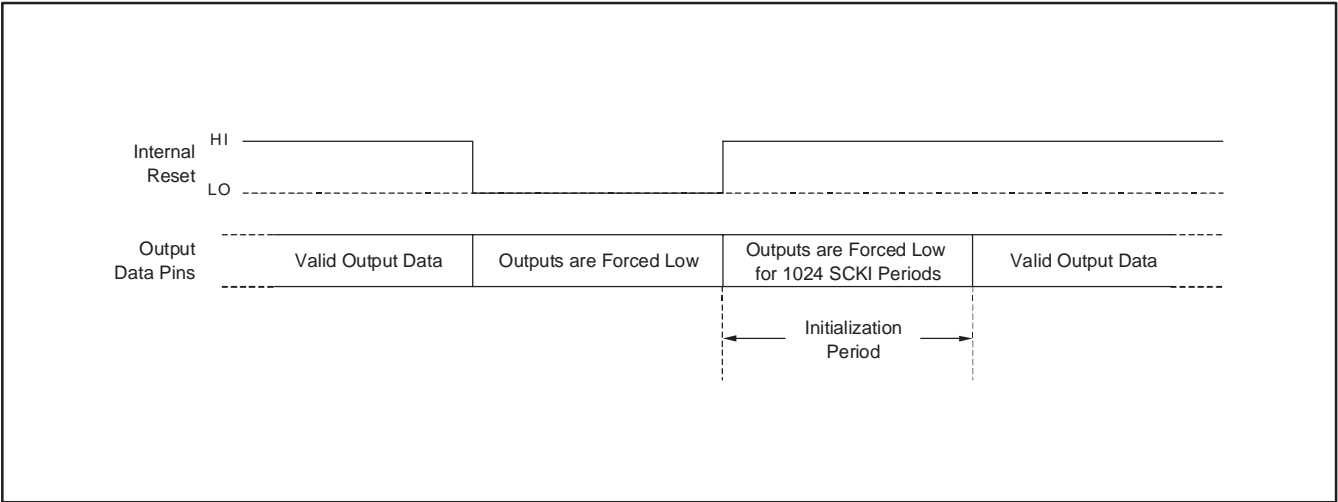 Internal
Reset
HI
LO
Output
Data Pins
Valid Output Data
Outputs are Forced Low
Outputs are Forced Low
for 1024 SCKI Periods
Valid Output Data
Initialization
Period